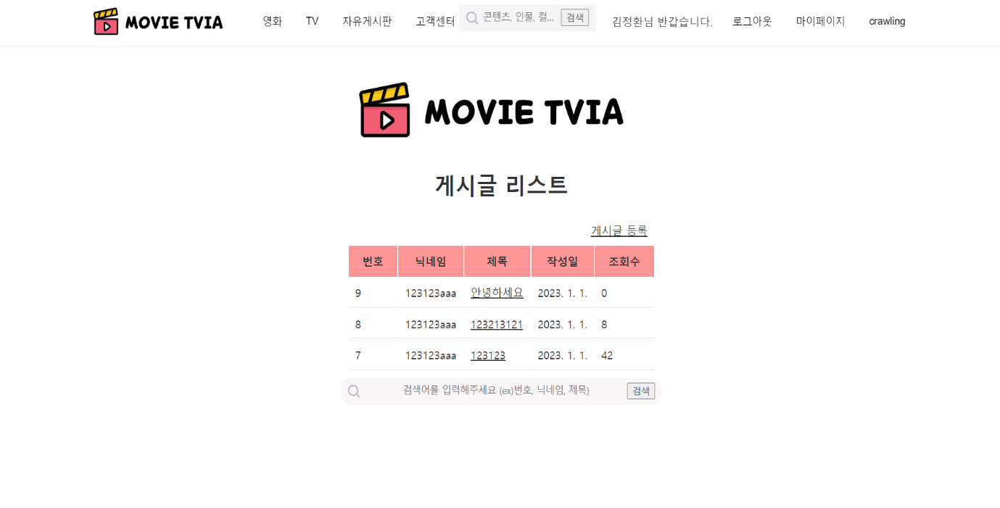 MOVIE TVIA 영화 TV 자유게시판 고객센터 콘텐츠, 인물, 컬... 검색 김정환님 반갑습니다. 로그아웃 마이페이지 crawling
MOVIE TVIA
게시글 리스트
게시글 등록
번호 닉네임 제목 작성일 조회수
9 123123aaa 안녕하세요 2023. 1. 1. 0
8 123123aaa 123213121 2023. 1. 1. 8
7 123123aaa 123123 2023. 1. 1. 42
검색어를 입력해주세요 (ex)번호, 닉네임, 제목) 검색